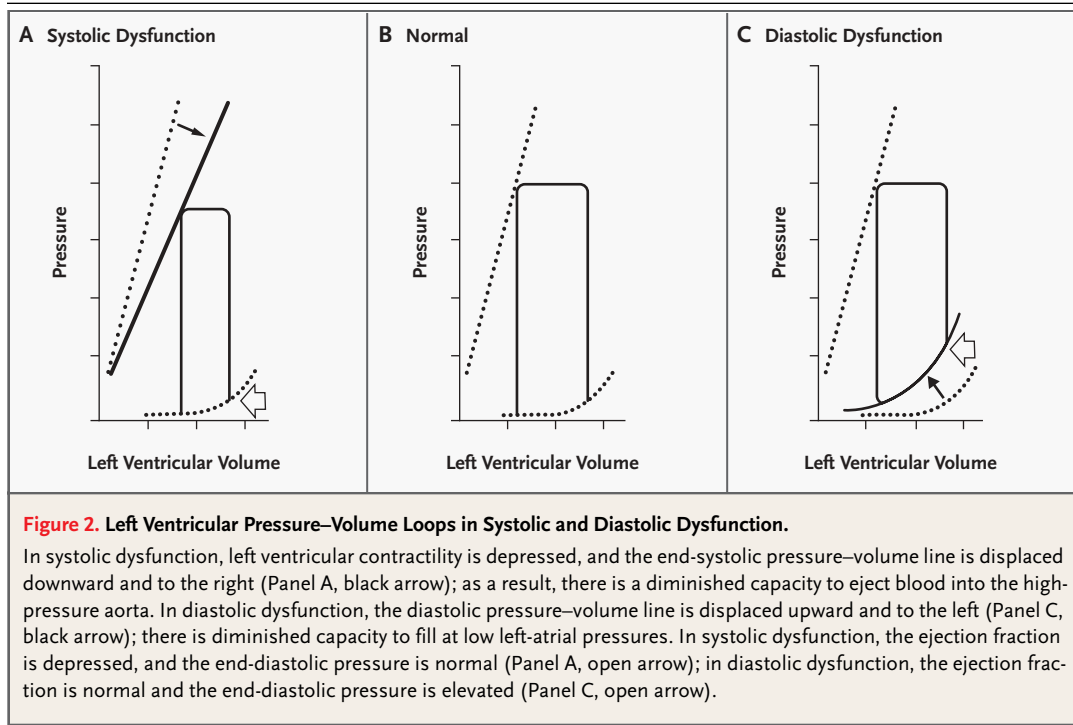 A Systolic Dysfunction
Pressure
Left Ventricular Volume
B Normal
Pressure
Left Ventricular Volume
C Diastolic Dysfunction
Pressure
Left Ventricular Volume
Figure 2. Left Ventricular Pressure–Volume Loops in Systolic and Diastolic Dysfunction.
In systolic dysfunction, left ventricular contractility is depressed, and the end-systolic pressure–volume line is displaced
downward and to the right (Panel A, black arrow); as a result, there is a diminished capacity to eject blood into the high-
pressure aorta. In diastolic dysfunction, the diastolic pressure–volume line is displaced upward and to the left (Panel C,
black arrow); there is diminished capacity to fill at low left-atrial pressures. In systolic dysfunction, the ejection fraction
is depressed, and the end-diastolic pressure is normal (Panel A, open arrow); in diastolic dysfunction, the ejection frac-
tion is normal and the end-diastolic pressure is elevated (Panel C, open arrow).